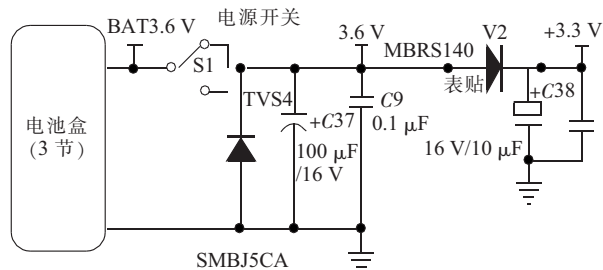 电源开关
BAT3.6 V
S1
3.6 V
MBRS140
V2
+3.3 V
表贴
电池盒
(3 节)
TVS4
+C37
100 μF
/16 V
C9
0.1 μF
+C38
16 V/10 μF
SMBJ5CA